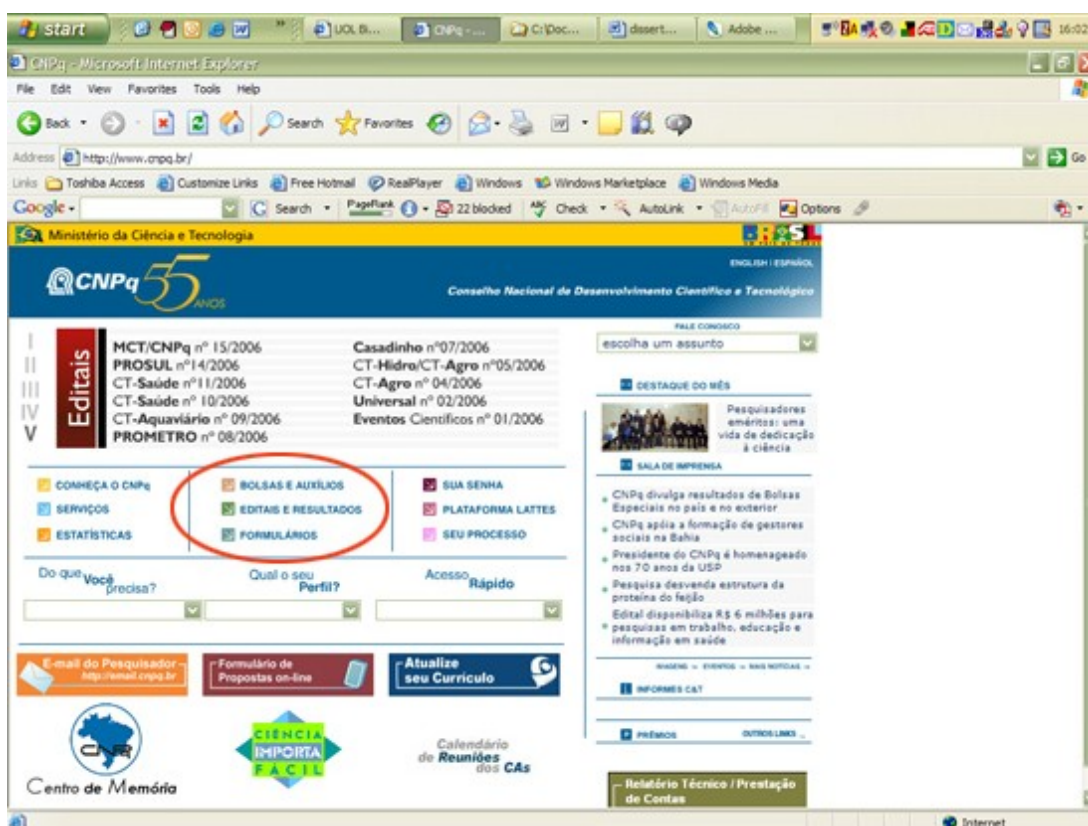 start
UOL Bi...
CNPq - ...
C:\Doc...
dissert...
Adobe ...
16:02
CNPq - Microsoft Internet Explorer
File Edit View Favorites Tools Help
Back
Search
Favorites
Address http://www.cnpq.br/
Go
Links Toshiba Access Customize Links Free Hotmail RealPlayer Windows Windows Marketplace Windows Media
Google
Search
PageRank
22 blocked
ABC Check
AutoLink
AutoFill
Options
Ministério da Ciência e Tecnologia
BRASIL
CNPq 55 ANOS
ENGLISH | ESPAÑOL
Conselho Nacional de Desenvolvimento Científico e Tecnológico
I
II
III
IV
V
Editais
MCT/CNPq nº 15/2006
PROSUL nº14/2006
CT-Saúde nº11/2006
CT-Saúde nº 10/2006
CT-Aquaviário nº 09/2006
PROMETRO nº 08/2006
Casadinho nº07/2006
CT-Hidro/CT-Agro nº05/2006
CT-Agro nº 04/2006
Universal nº 02/2006
Eventos Científicos nº 01/2006
FALE CONOSCO
escolha um assunto
DESTAQUE DO MÊS
Pesquisadores
eméritos: uma
vida de dedicação
à ciência
SALA DE IMPRENSA
CNPq divulga resultados de Bolsas
Especiais no país e no exterior
CNPq apóia a formação de gestores
sociais na Bahia
Presidente do CNPq é homenageado
nos 70 anos da USP
Pesquisa desvenda estrutura da
proteína do feijão
Edital disponibiliza R$ 6 milhões para
pesquisas em trabalho, educação e
informação em saúde
IMAGENS EVENTOS MAIS NOTÍCIAS
INFORMES C&T
PRÊMIOS
OUTROS LINKS
Relatório Técnico / Prestação
de Contas
CONHEÇA O CNPq
SERVIÇOS
ESTATÍSTICAS
BOLSAS E AUXÍLIOS
EDITAIS E RESULTADOS
FORMULÁRIOS
SUA SENHA
PLATAFORMA LATTES
SEU PROCESSO
Do que Você
precisa?
Qual o seu
Perfil?
Acesso
Rápido
E-mail do Pesquisador
http://email.cnpq.br
Formulário de
Propostas on-line
Atualize
seu Currículo
CNPq
Centro de Memória
CIÊNCIA
IMPORTA
FÁCIL
Calendário
de Reuniões
dos CAs
Internet